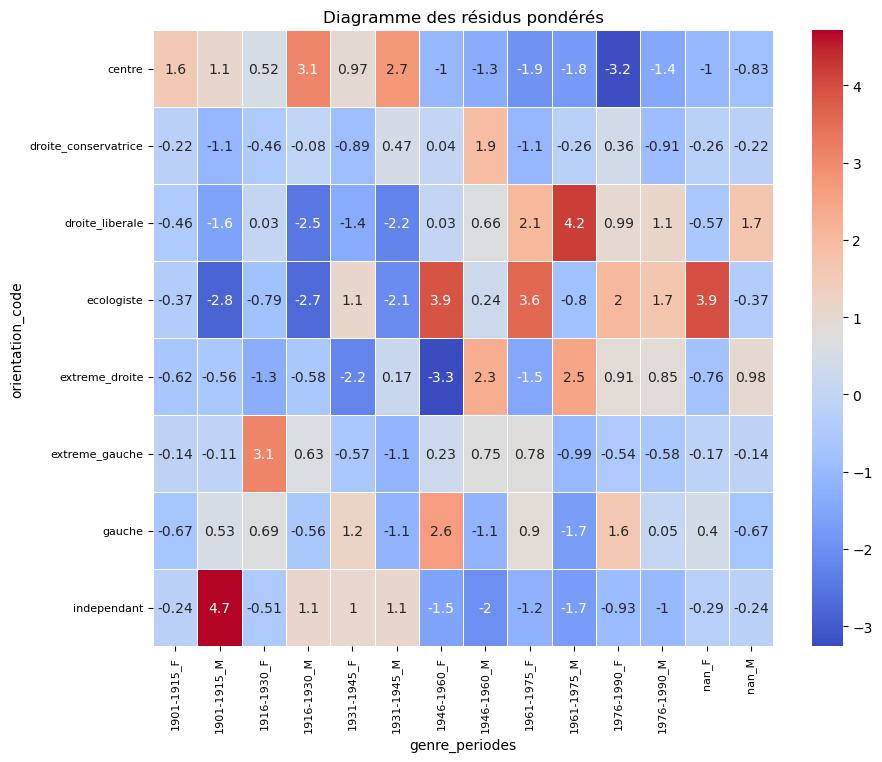 Diagramme des résidus pondérés
centre 1.6 1.1 0.52 3.1 0.97 2.7 -1 -1.3 -1.9 -1.8 -3.2 -1.4 -1 -0.83
droite_conservatrice -0.22 -1.1 -0.46 -0.08 -0.89 0.47 0.04 1.9 -1.1 -0.26 0.36 -0.91 -0.26 -0.22
droite_liberale -0.46 -1.6 0.03 -2.5 -1.4 -2.2 0.03 0.66 2.1 4.2 0.99 1.1 -0.57 1.7
ecologiste -0.37 -2.8 -0.79 -2.7 1.1 -2.1 3.9 0.24 3.6 -0.8 2 1.7 3.9 -0.37
extreme_droite -0.62 -0.56 -1.3 -0.58 -2.2 0.17 -3.3 2.3 -1.5 2.5 0.91 0.85 -0.76 0.98
extreme_gauche -0.14 -0.11 3.1 0.63 -0.57 -1.1 0.23 0.75 0.78 -0.99 -0.54 -0.58 -0.17 -0.14
gauche -0.67 0.53 0.69 -0.56 1.2 -1.1 2.6 -1.1 0.9 -1.7 1.6 0.05 0.4 -0.67
independant -0.24 4.7 -0.51 1.1 1 1.1 -1.5 -2 -1.2 -1.7 -0.93 -1 -0.29 -0.24
orientation_code
1901-1915_F 1901-1915_M 1916-1930_F 1916-1930_M 1931-1945_F 1931-1945_M 1946-1960_F 1946-1960_M 1961-1975_F 1961-1975_M 1976-1990_F 1976-1990_M nan_F nan_M
genre_periodes
4
3
2
1
0
−1
−2
−3